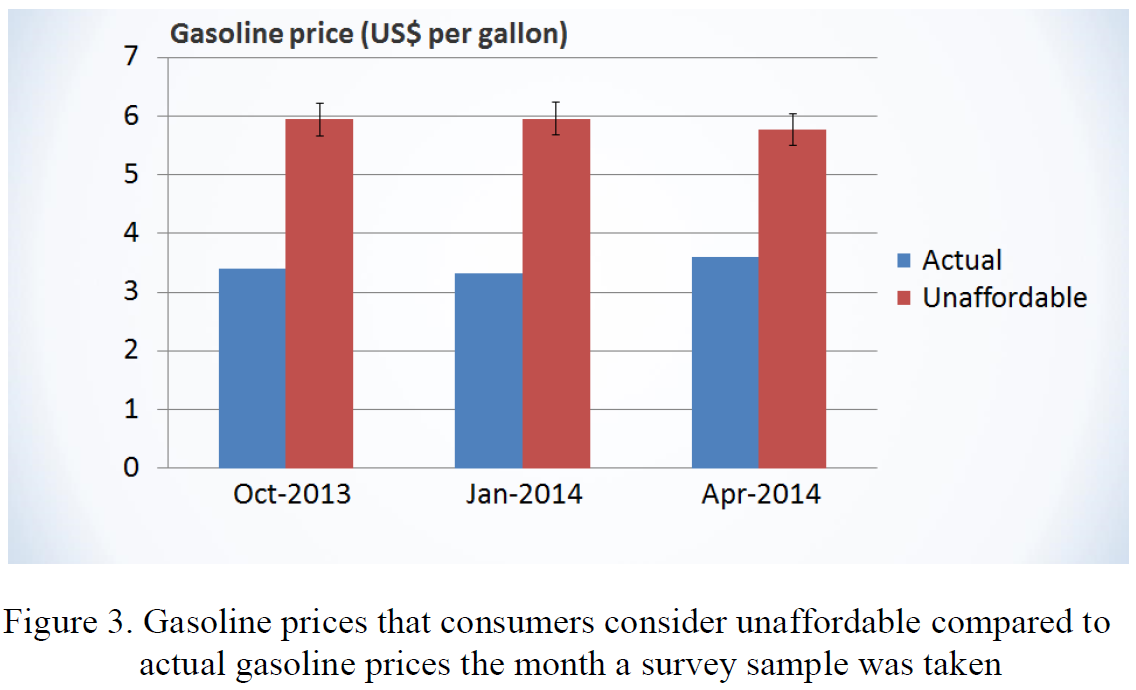 Gasoline price (US$ per gallon)
7
6
5
4
3
2
1
0
Oct-2013
Jan-2014
Apr-2014
Actual
Unaffordable
Figure 3. Gasoline prices that consumers consider unaffordable compared to
actual gasoline prices the month a survey sample was taken